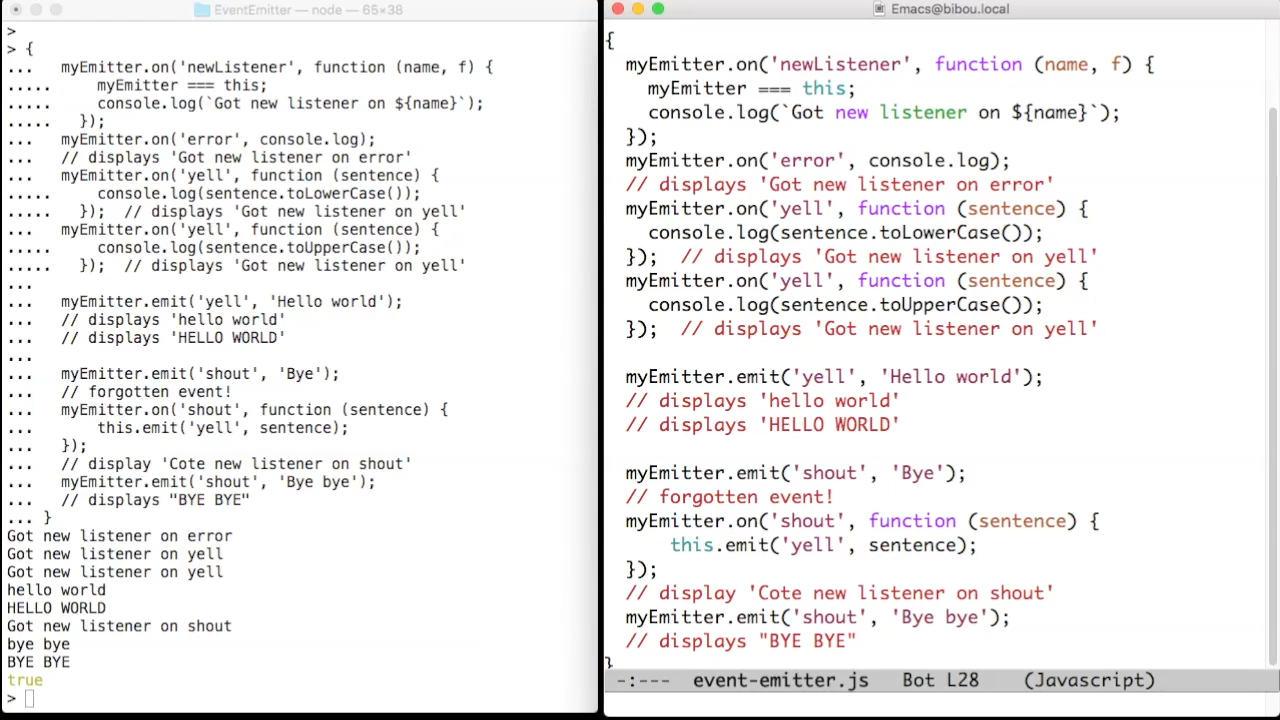 EventEmitter — node — 65×38
>
> {
...   myEmitter.on('newListener', function (name, f) {
.....     myEmitter === this;
.....     console.log(`Got new listener on ${name}`);
.....   });
...   myEmitter.on('error', console.log);
...   // displays 'Got new listener on error'
...   myEmitter.on('yell', function (sentence) {
.....     console.log(sentence.toLowerCase());
.....   });  // displays 'Got new listener on yell'
...   myEmitter.on('yell', function (sentence) {
.....     console.log(sentence.toUpperCase());
.....   });  // displays 'Got new listener on yell'
...
...   myEmitter.emit('yell', 'Hello world');
...   // displays 'hello world'
...   // displays 'HELLO WORLD'
...
...   myEmitter.emit('shout', 'Bye');
...   // forgotten event!
...   myEmitter.on('shout', function (sentence) {
.....     this.emit('yell', sentence);
...   });
...   // display 'Cote new listener on shout'
...   myEmitter.emit('shout', 'Bye bye');
...   // displays "BYE BYE"
... }
Got new listener on error
Got new listener on yell
Got new listener on yell
hello world
HELLO WORLD
Got new listener on shout
bye bye
BYE BYE
true
>
Emacs@bibou.local
{
  myEmitter.on('newListener', function (name, f) {
    myEmitter === this;
    console.log(`Got new listener on ${name}`);
  });
  myEmitter.on('error', console.log);
  // displays 'Got new listener on error'
  myEmitter.on('yell', function (sentence) {
    console.log(sentence.toLowerCase());
  });  // displays 'Got new listener on yell'
  myEmitter.on('yell', function (sentence) {
    console.log(sentence.toUpperCase());
  });  // displays 'Got new listener on yell'

  myEmitter.emit('yell', 'Hello world');
  // displays 'hello world'
  // displays 'HELLO WORLD'

  myEmitter.emit('shout', 'Bye');
  // forgotten event!
  myEmitter.on('shout', function (sentence) {
      this.emit('yell', sentence);
  });
  // display 'Cote new listener on shout'
  myEmitter.emit('shout', 'Bye bye');
  // displays "BYE BYE"
}
-:---  event-emitter.js   Bot L28    (Javascript)